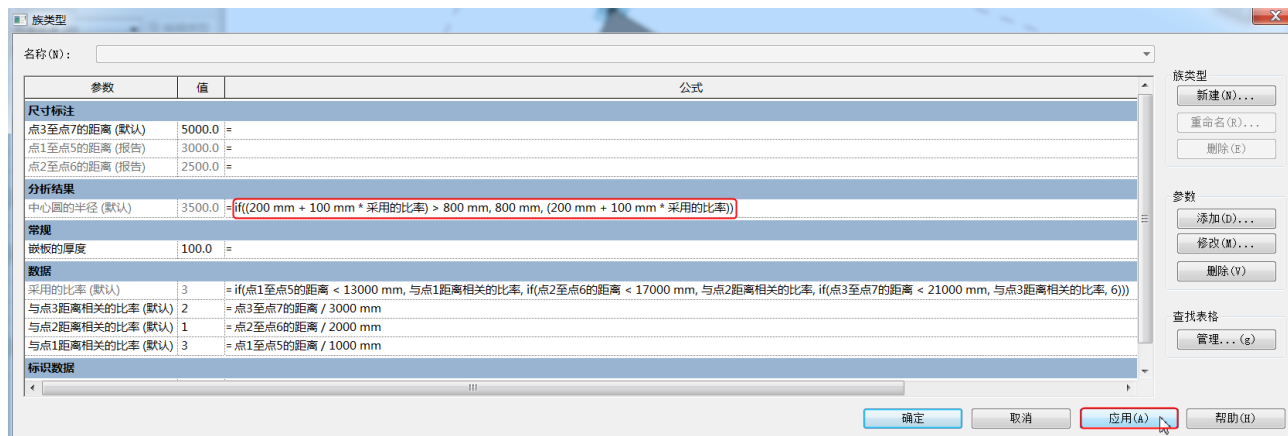 族类型
名称(N):
参数 值 公式
尺寸标注
点3至点7的距离 (默认) 5000.0 =
点1至点5的距离 (报告) 3000.0 =
点2至点6的距离 (报告) 2500.0 =
分析结果
中心圆的半径 (默认) 3500.0 = if((200 mm + 100 mm * 采用的比率) > 800 mm, 800 mm, (200 mm + 100 mm * 采用的比率))
常规
嵌板的厚度 100.0 =
数据
采用的比率 (默认) 3 = if(点1至点5的距离 < 13000 mm, 与点1距离相关的比率, if(点2至点6的距离 < 17000 mm, 与点2距离相关的比率, if(点3至点7的距离 < 21000 mm, 与点3距离相关的比率, 6)))
与点3距离相关的比率 (默认) 2 = 点3至点7的距离 / 3000 mm
与点2距离相关的比率 (默认) 1 = 点2至点6的距离 / 2000 mm
与点1距离相关的比率 (默认) 3 = 点1至点5的距离 / 1000 mm
标识数据
族类型
新建(N)...
重命名(R)...
删除(E)
参数
添加(D)...
修改(M)...
删除(V)
查找表格
管理...(g)
确定 取消 应用(A) 帮助(H)